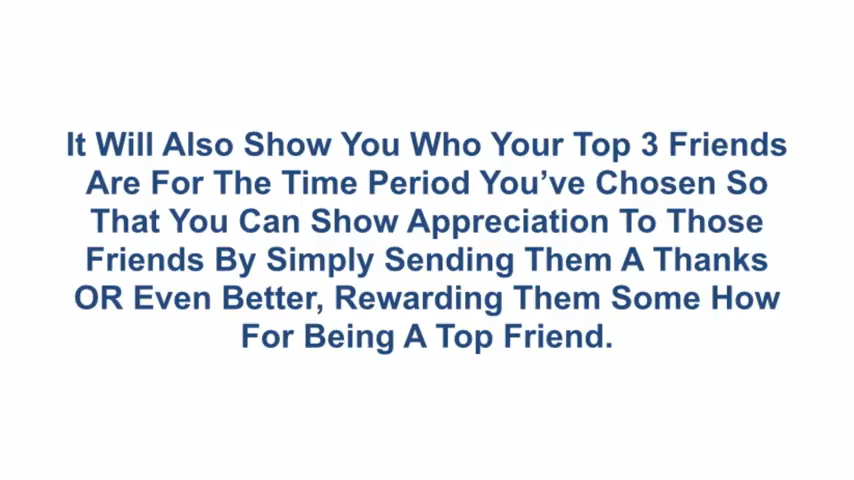 It Will Also Show You Who Your Top 3 Friends
Are For The Time Period You’ve Chosen So
That You Can Show Appreciation To Those
Friends By Simply Sending Them A Thanks
OR Even Better, Rewarding Them Some How
For Being A Top Friend.